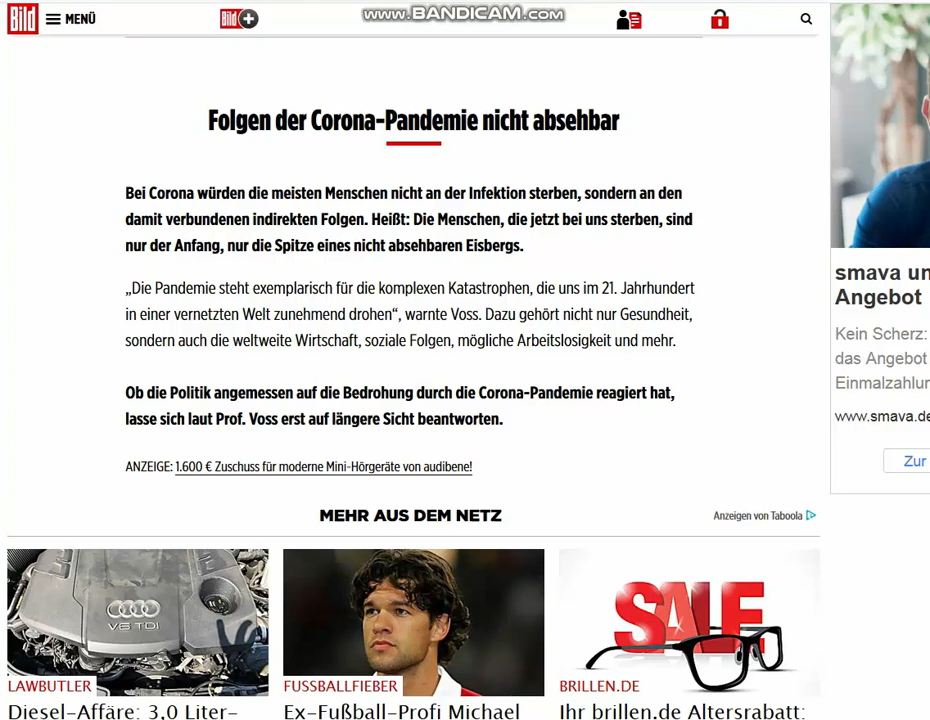 Bild
MENÜ
Bild+
www.BANDICAM.com
Folgen der Corona-Pandemie nicht absehbar
Bei Corona würden die meisten Menschen nicht an der Infektion sterben, sondern an den
damit verbundenen indirekten Folgen. Heißt: Die Menschen, die jetzt bei uns sterben, sind
nur der Anfang, nur die Spitze eines nicht absehbaren Eisbergs.
„Die Pandemie steht exemplarisch für die komplexen Katastrophen, die uns im 21. Jahrhundert
in einer vernetzten Welt zunehmend drohen“, warnte Voss. Dazu gehört nicht nur Gesundheit,
sondern auch die weltweite Wirtschaft, soziale Folgen, mögliche Arbeitslosigkeit und mehr.
Ob die Politik angemessen auf die Bedrohung durch die Corona-Pandemie reagiert hat,
lasse sich laut Prof. Voss erst auf längere Sicht beantworten.
ANZEIGE: 1.600 € Zuschuss für moderne Mini-Hörgeräte von audibene!
MEHR AUS DEM NETZ
Anzeigen von Taboola
V6 TDI
SALE
LAWBUTLER
FUSSBALLFIEBER
BRILLEN.DE
Diesel-Affäre: 3,0 Liter-
Ex-Fußball-Profi Michael
Ihr brillen.de Altersrabatt:
smava un
Angebot
Kein Scherz:
das Angebot
Einmalzahlun
www.smava.de
Zur